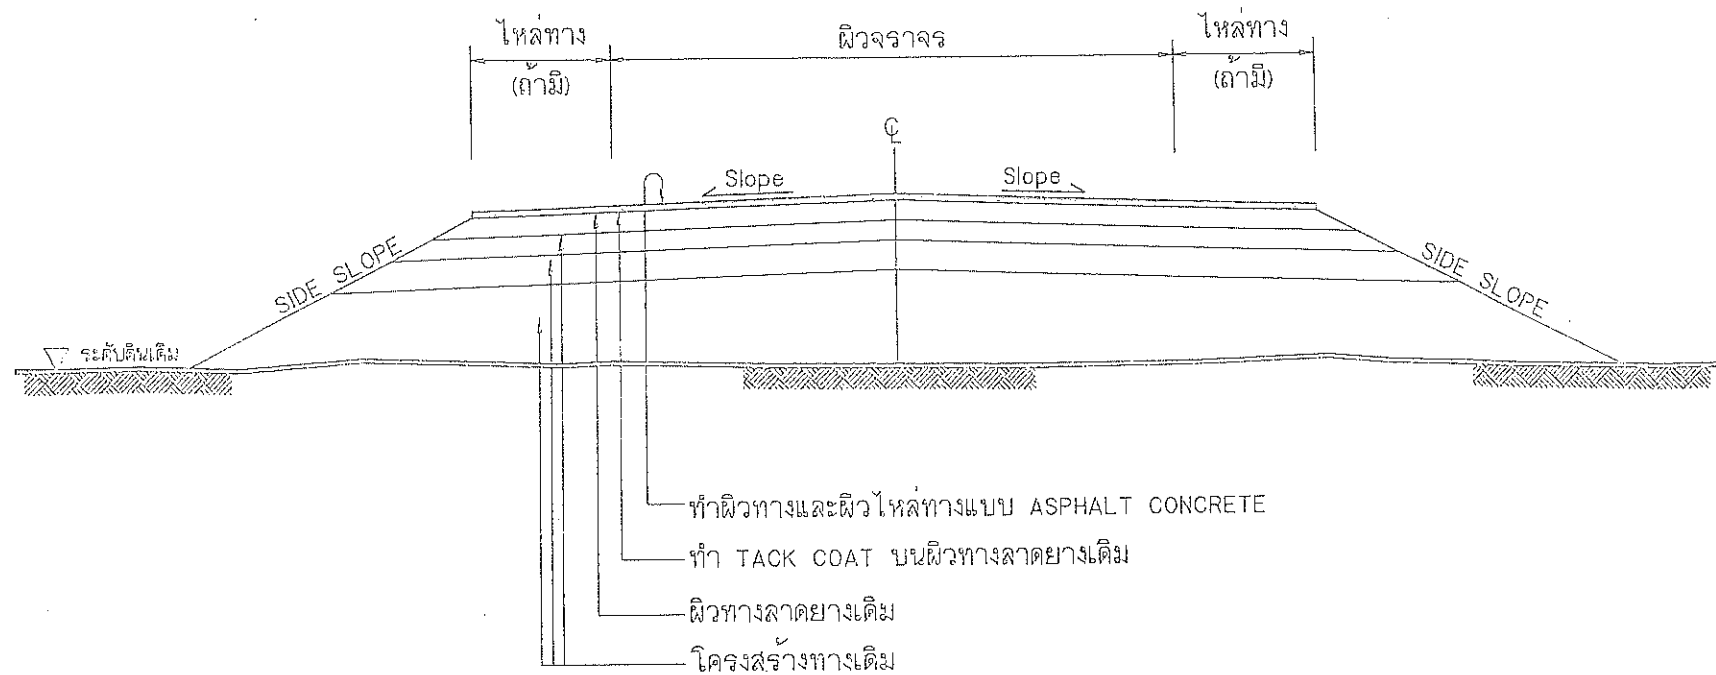 ไหล่ทาง
ผิวจราจร
ไหล่ทาง
(ถ้ามี)
(ถ้ามี)
℄
Slope
Slope
SIDE SLOPE
SIDE SLOPE
ระดับดินเดิม
ทำผิวทางและผิวไหล่ทางแบบ ASPHALT CONCRETE
ทำ TACK COAT บนผิวทางลาดยางเดิม
ผิวทางลาดยางเดิม
โครงสร้างทางเดิม